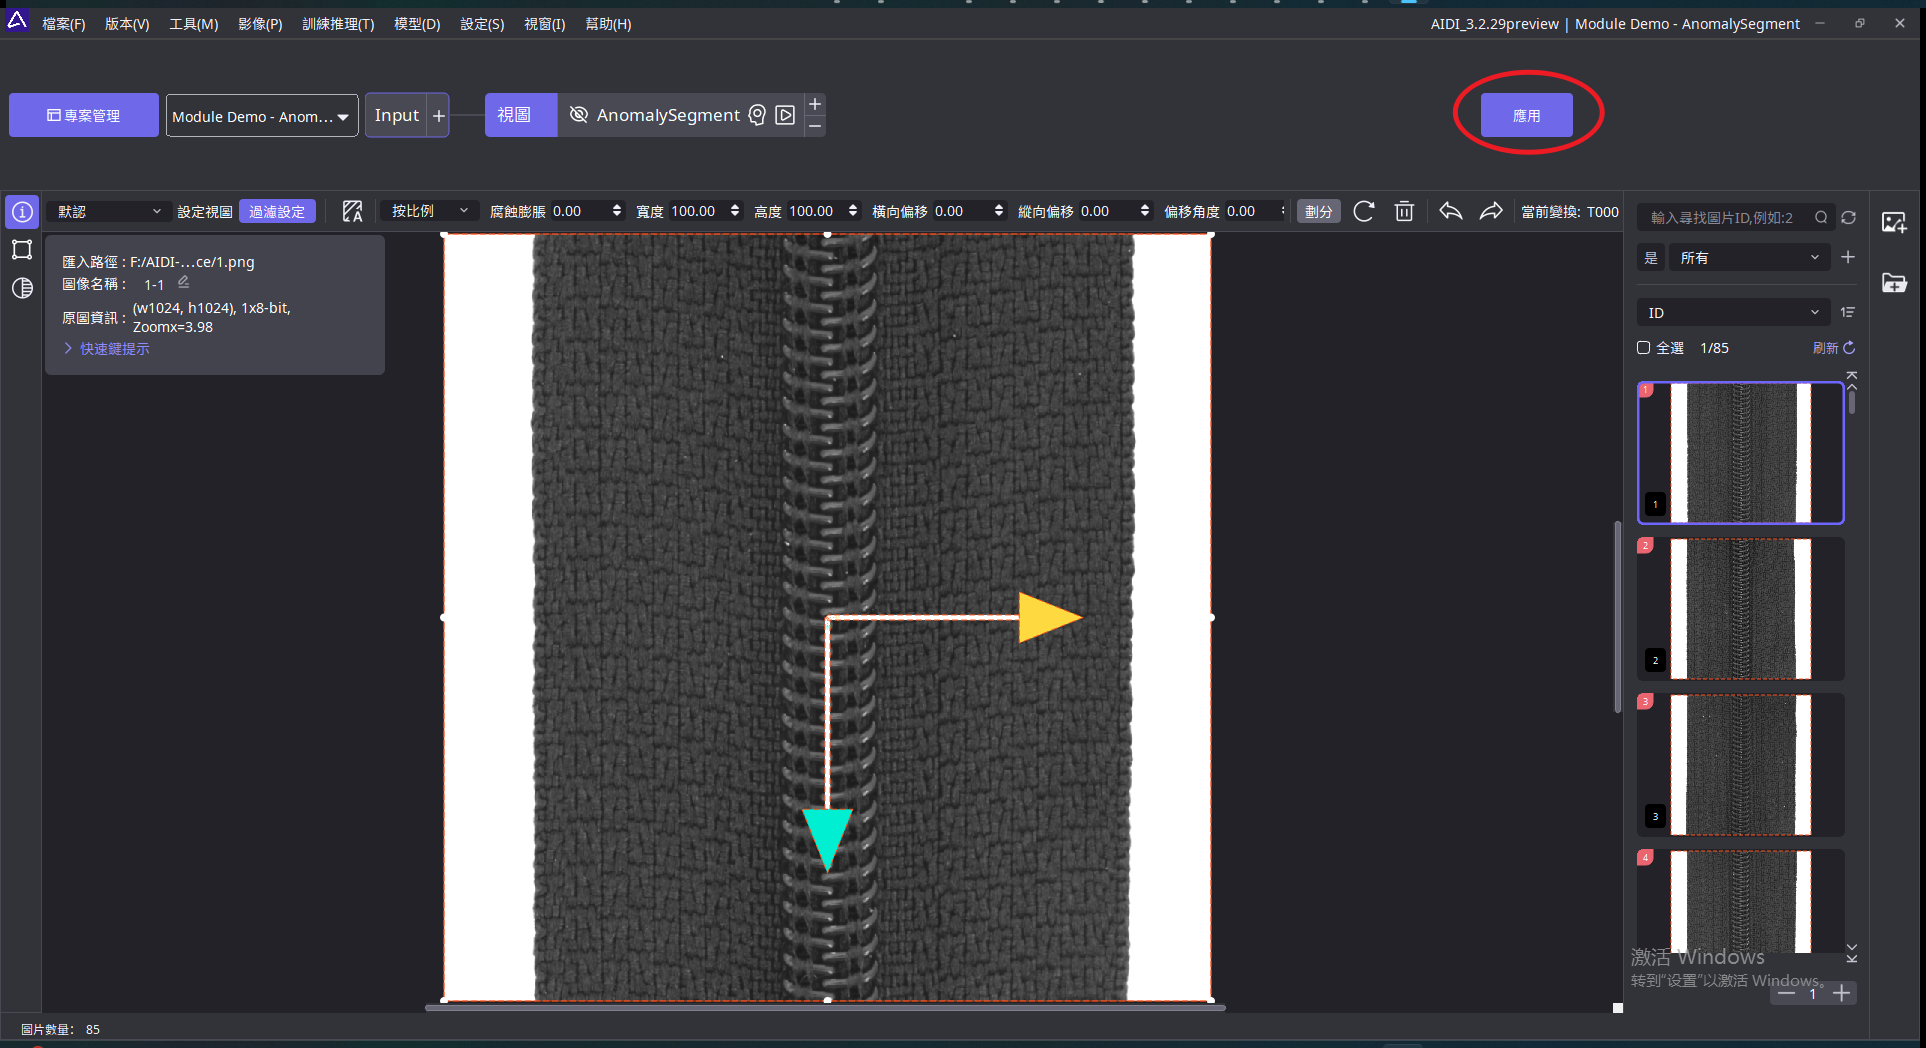 檔案(F) 版本(V) 工具(M) 影像(P) 訓練推理(T) 模型(D) 設定(S) 視窗(I) 幫助(H) AIDI_3.2.29preview | Module Demo - AnomalySegment
專案管理 Module Demo - Anom... Input + 視圖 AnomalySegment + − 應用
默認 設定視圖 過濾設定 A 按比例 腐蝕膨脹 0.00 寬度 100.00 高度 100.00 橫向偏移 0.00 縱向偏移 0.00 偏移角度 0.00 劃分 當前變換: T000
匯入路徑 : F:/AIDI-...ce/1.png
圖像名稱 : 1-1
原圖資訊 : (w1024, h1024), 1x8-bit,
Zoomx=3.98
快速鍵提示
輸入尋找圖片ID,例如:2
是 所有
ID
全選 1/85 刷新
1
1
2
2
3
3
4
激活 Windows
转到"设置"以激活 Windows。
1
圖片數量: 85